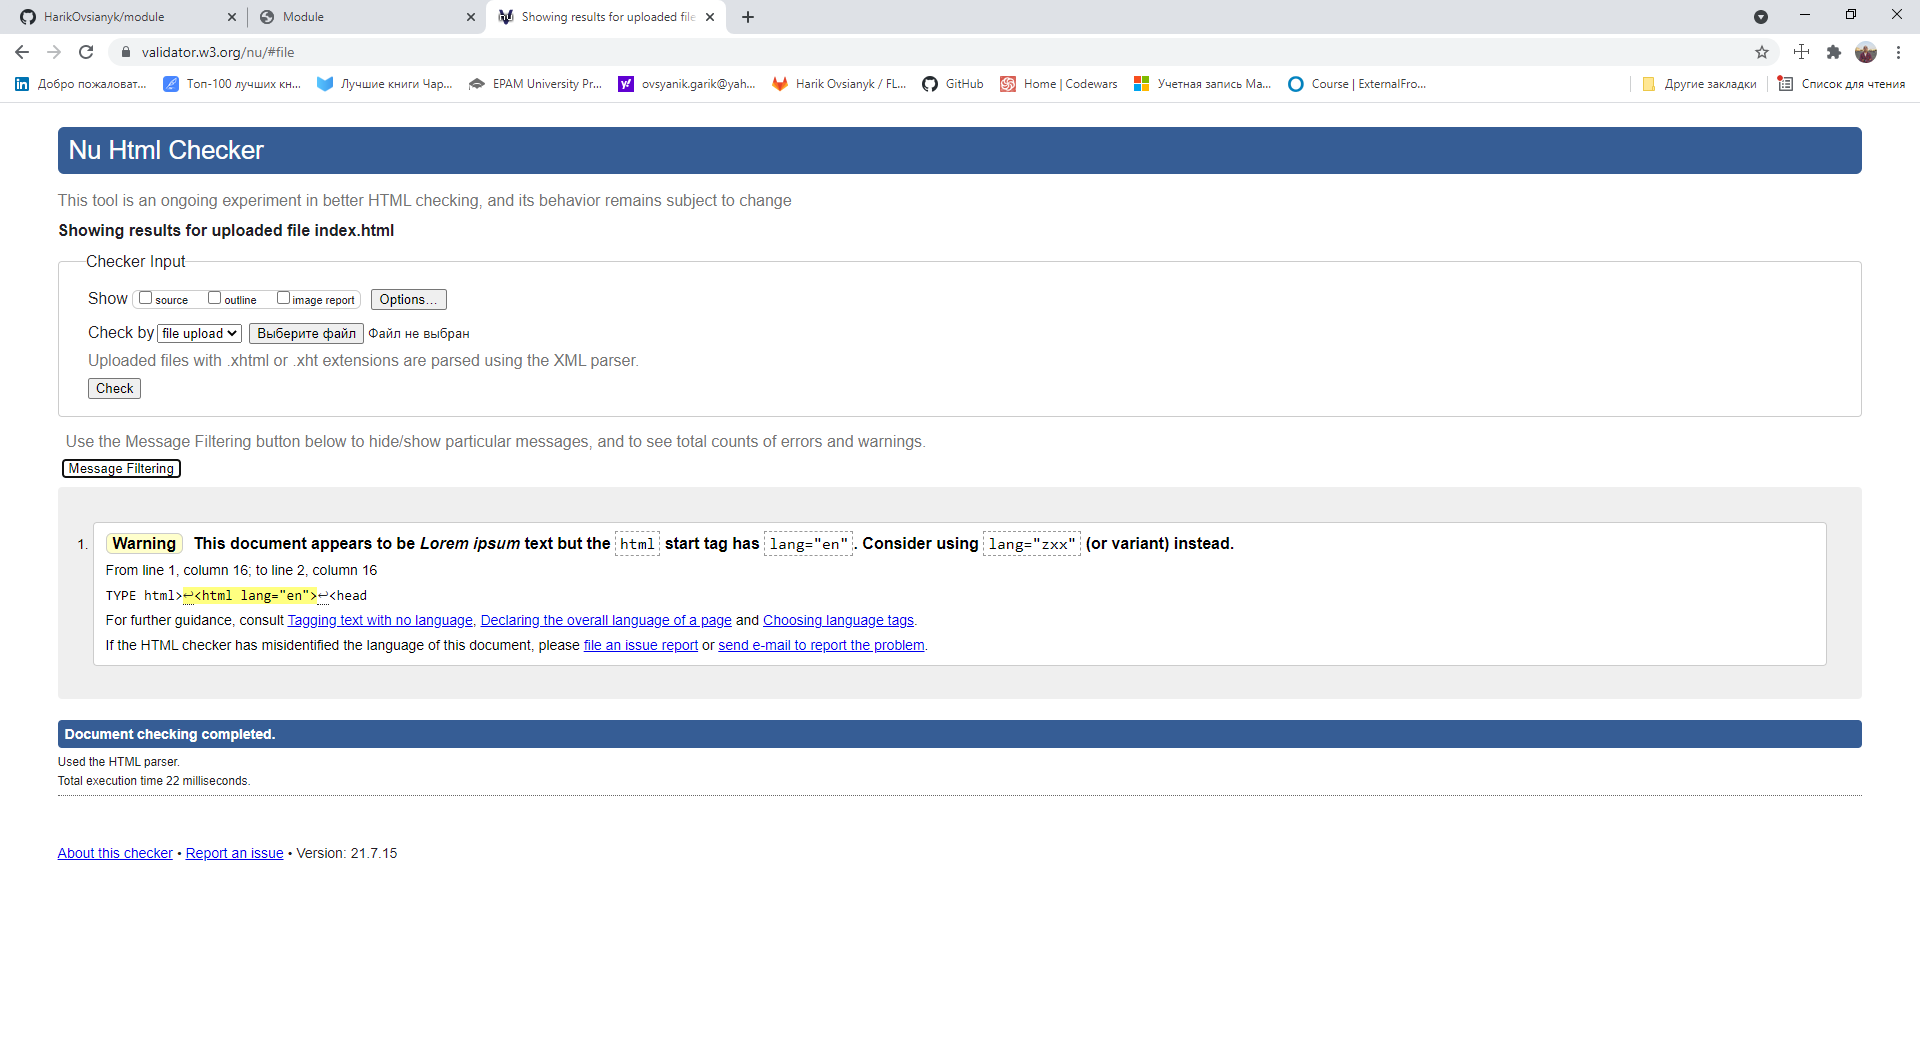 HarikOvsianyk/module
Module
Showing results for uploaded file
validator.w3.org/nu/#file
Добро пожаловат...
Топ-100 лучших кн...
Лучшие книги Чар...
EPAM University Pr...
ovsyanik.garik@yah...
Harik Ovsianyk / FL...
GitHub
Home | Codewars
Учетная запись Ma...
Course | ExternalFro...
Другие закладки
Список для чтения
Nu Html Checker
This tool is an ongoing experiment in better HTML checking, and its behavior remains subject to change
Showing results for uploaded file index.html
Checker Input
Show source outline image report Options...
Check by file upload Выберите файл Файл не выбран
Uploaded files with .xhtml or .xht extensions are parsed using the XML parser.
Check
Use the Message Filtering button below to hide/show particular messages, and to see total counts of errors and warnings.
Message Filtering
1. Warning This document appears to be Lorem ipsum text but the html start tag has lang="en". Consider using lang="zxx" (or variant) instead.
From line 1, column 16; to line 2, column 16
TYPE html>↩<html lang="en">↩<head
For further guidance, consult Tagging text with no language, Declaring the overall language of a page and Choosing language tags.
If the HTML checker has misidentified the language of this document, please file an issue report or send e-mail to report the problem.
Document checking completed.
Used the HTML parser.
Total execution time 22 milliseconds.
About this checker • Report an issue • Version: 21.7.15